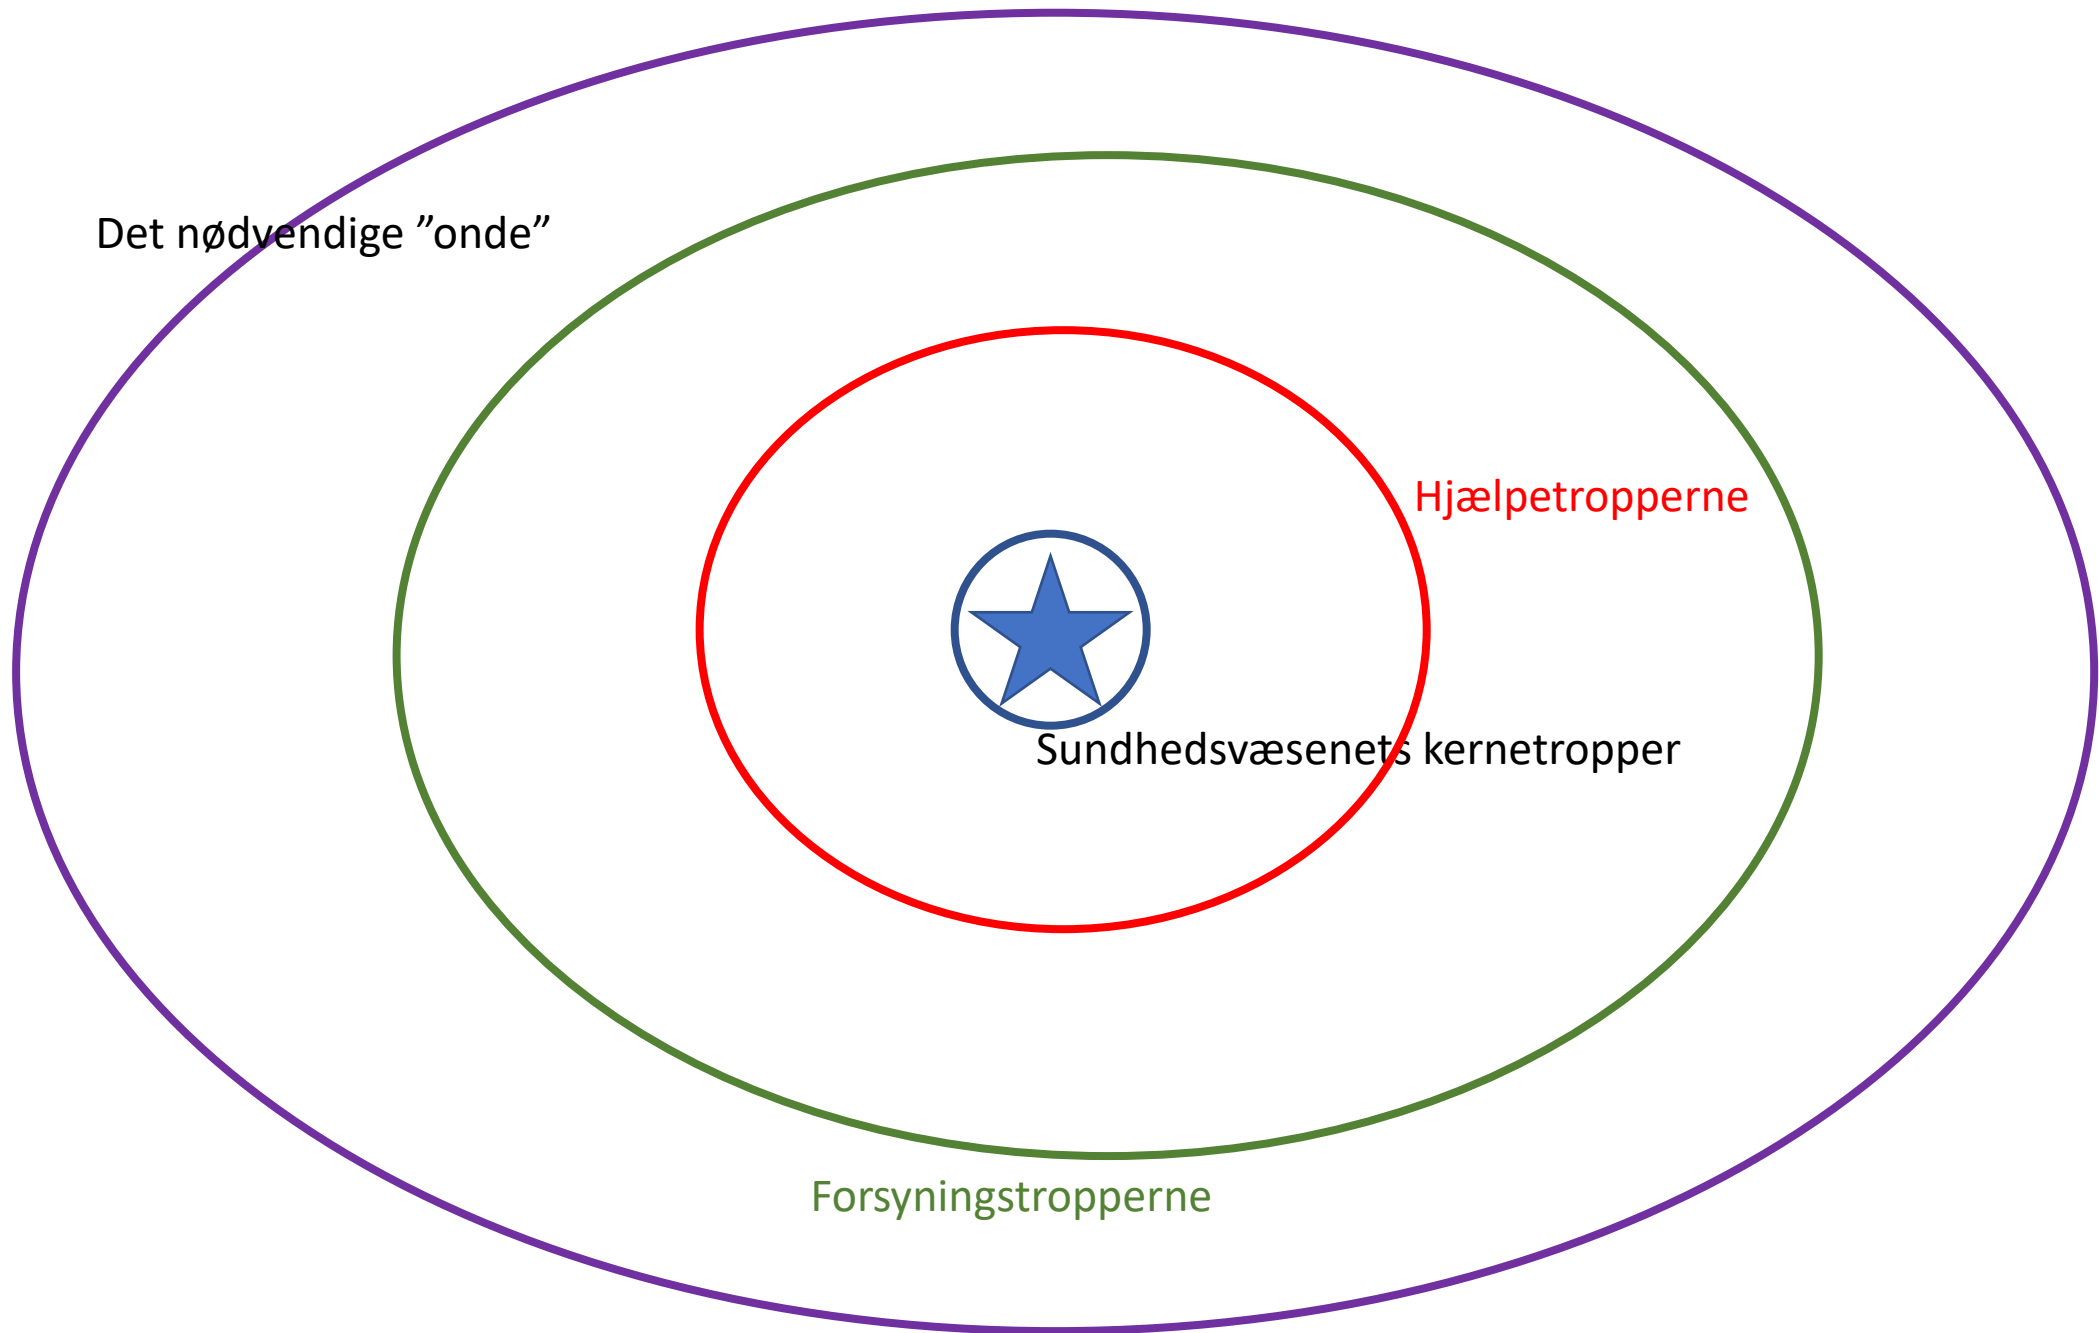 Det nødvendige ”onde”
Hjælpetropperne
Sundhedsvæsenets kernetropper
Forsyningstropperne